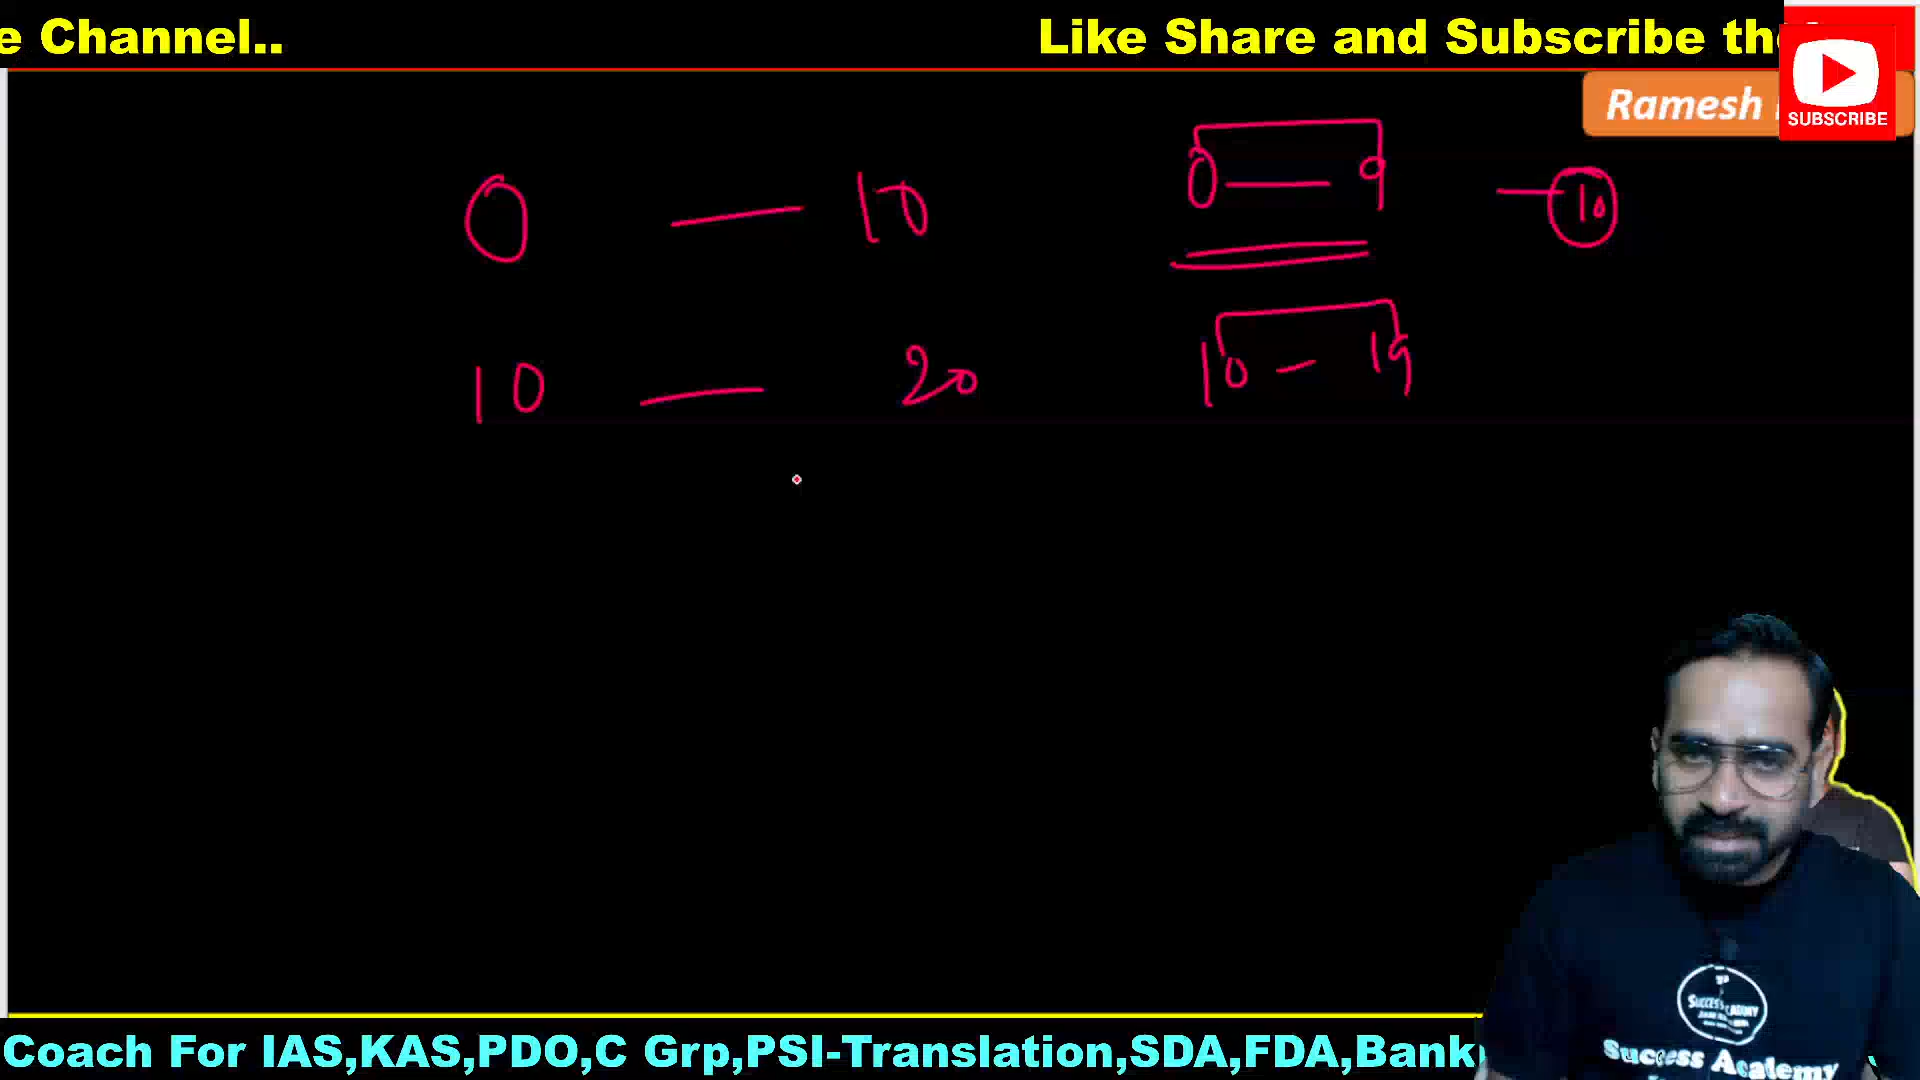 e Channel.. Like Share and Subscribe th
Ramesh
SUBSCRIBE
0 — 10 0 — 9 — 10
10 — 20 10 - 19
Success Academy
Coach For IAS,KAS,PDO,C Grp,PSI-Translation,SDA,FDA,Bank